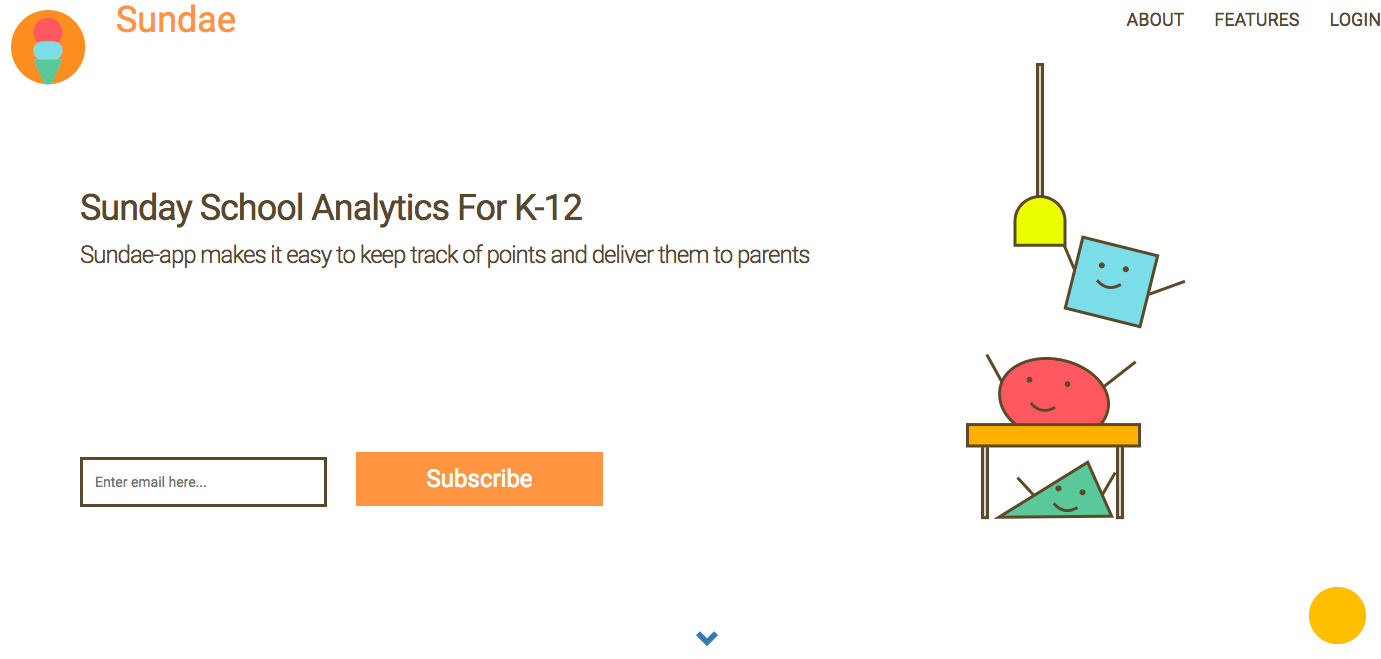 Sundae
ABOUT FEATURES LOGIN
Sunday School Analytics For K-12
Sundae-app makes it easy to keep track of points and deliver them to parents
Enter email here...
Subscribe